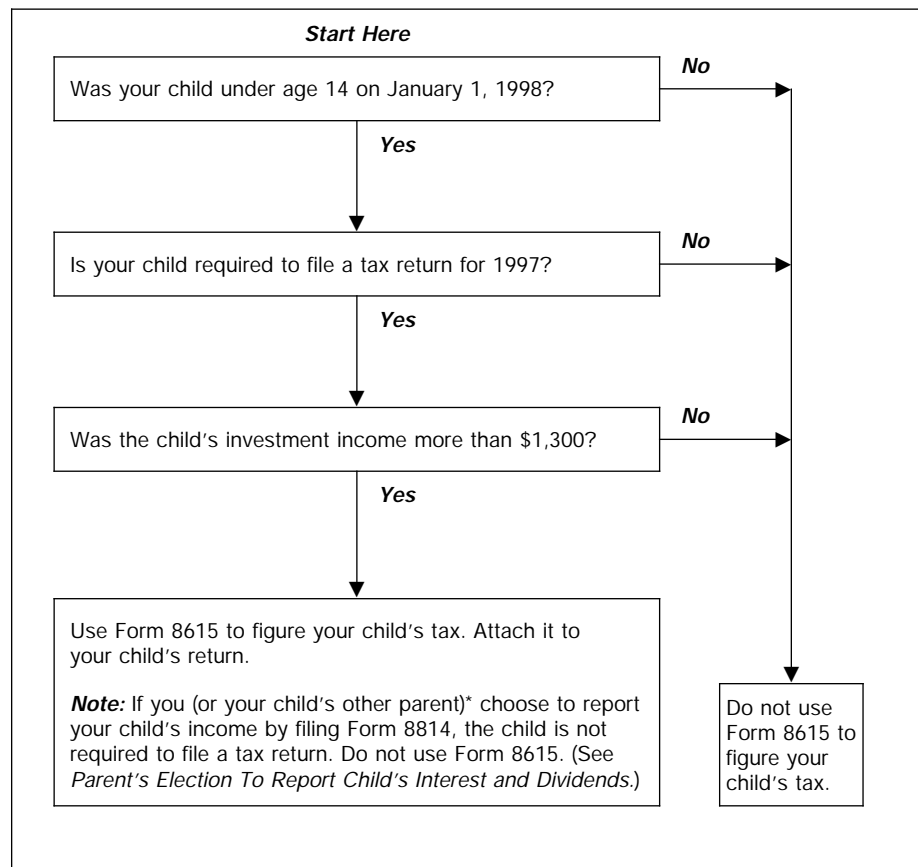 Start Here
Was your child under age 14 on January 1, 1998?
No
Yes
Is your child required to file a tax return for 1997?
No
Yes
Was the child's investment income more than $1,300?
No
Yes
Use Form 8615 to figure your child's tax. Attach it to
your child's return.
Note: If you (or your child's other parent)* choose to report
your child's income by filing Form 8814, the child is not
required to file a tax return. Do not use Form 8615. (See
Parent's Election To Report Child's Interest and Dividends.)
Do not use
Form 8615 to
figure your
child's tax.